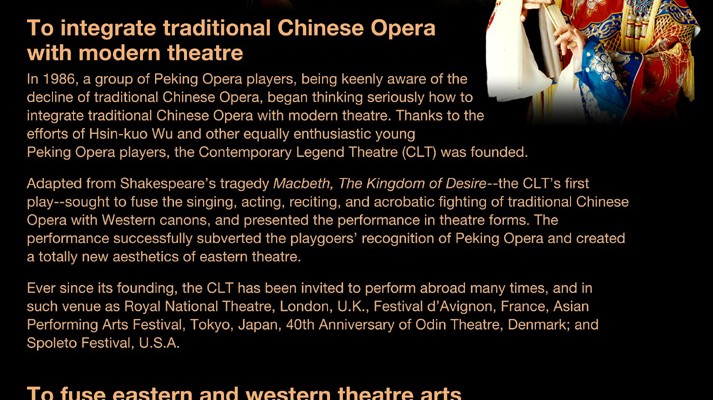 To integrate traditional Chinese Opera
with modern theatre
In 1986, a group of Peking Opera players, being keenly aware of the
decline of traditional Chinese Opera, began thinking seriously how to
integrate traditional Chinese Opera with modern theatre. Thanks to the
efforts of Hsin-kuo Wu and other equally enthusiastic young
Peking Opera players, the Contemporary Legend Theatre (CLT) was founded.
Adapted from Shakespeare's tragedy Macbeth, The Kingdom of Desire--the CLT's first
play--sought to fuse the singing, acting, reciting, and acrobatic fighting of traditional Chinese
Opera with Western canons, and presented the performance in theatre forms. The
performance successfully subverted the playgoers' recognition of Peking Opera and created
a totally new aesthetics of eastern theatre.
Ever since its founding, the CLT has been invited to perform abroad many times, and in
such venue as Royal National Theatre, London, U.K., Festival d'Avignon, France, Asian
Performing Arts Festival, Tokyo, Japan, 40th Anniversary of Odin Theatre, Denmark; and
Spoleto Festival, U.S.A.
To fuse eastern and western theatre arts